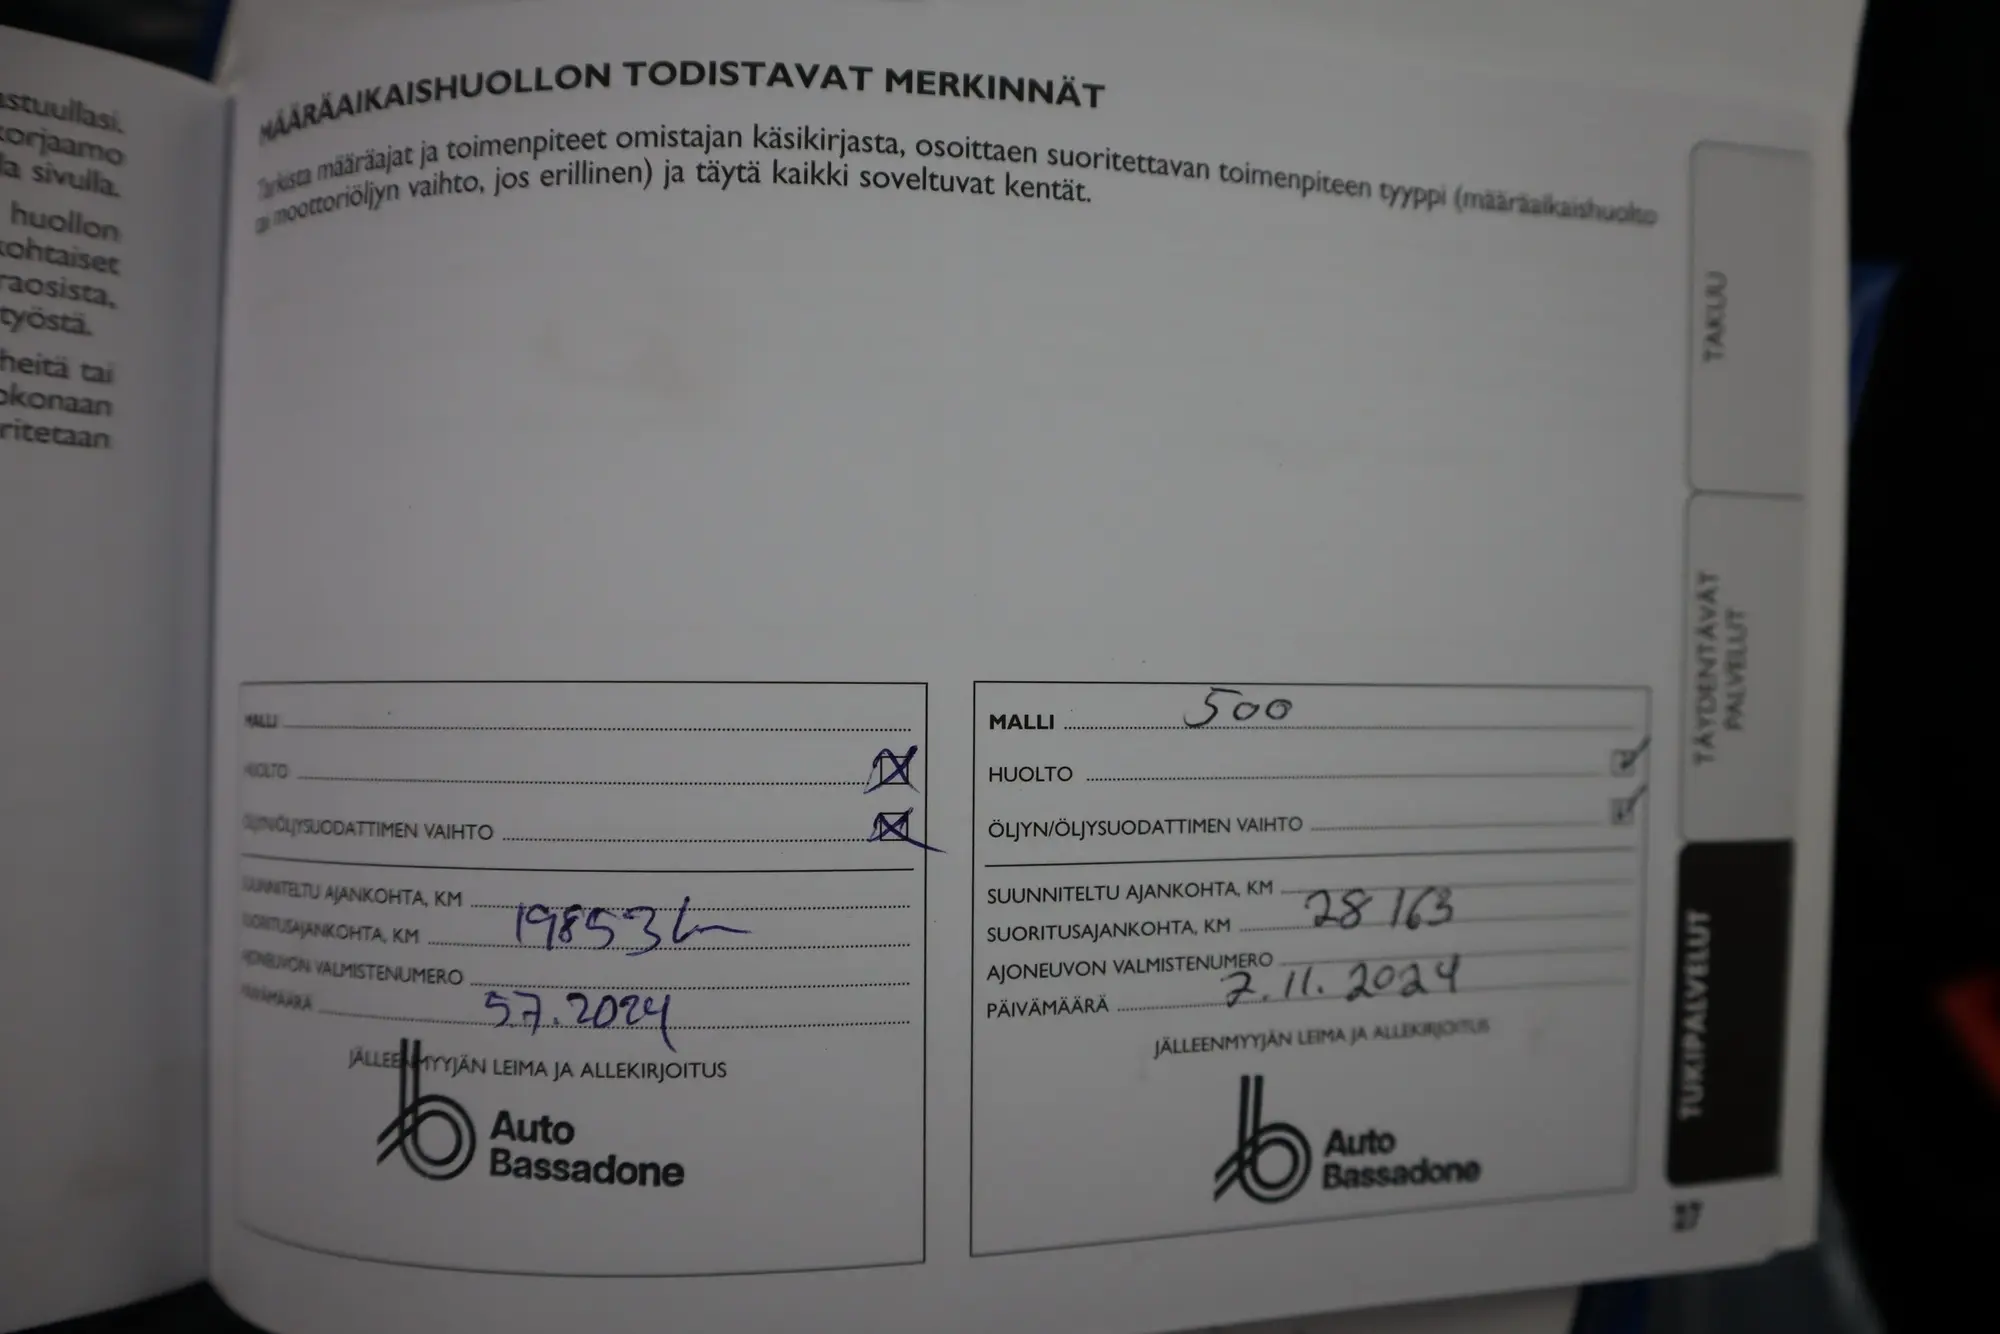 stuullasi.
korjaamo
la sivulla.
huollon
kohtaiset
raosista,
työstä.
heitä tai
okonaan
ritetaan
MÄÄRÄAIKAISHUOLLON TODISTAVAT MERKINNÄT
Tarkista määräajat ja toimenpiteet omistajan käsikirjasta, osoittaen suoritettavan toimenpiteen tyyppi (määräaikaishuolto
tai moottoriöljyn vaihto, jos erillinen) ja täytä kaikki soveltuvat kentät.
MALLI
HUOLTO
ÖLJYN/ÖLJYSUODATTIMEN VAIHTO
SUUNNITELTU AJANKOHTA, KM
SUORITUSAJANKOHTA, KM 19853
AJONEUVON VALMISTENUMERO
PÄIVÄMÄÄRÄ 5.7.2024
JÄLLEENMYYJÄN LEIMA JA ALLEKIRJOITUS
Auto
Bassadone
MALLI 500
HUOLTO
ÖLJYN/ÖLJYSUODATTIMEN VAIHTO
SUUNNITELTU AJANKOHTA, KM
SUORITUSAJANKOHTA, KM 28 163
AJONEUVON VALMISTENUMERO
PÄIVÄMÄÄRÄ 7.11.2024
JÄLLEENMYYJÄN LEIMA JA ALLEKIRJOITUS
Auto
Bassadone
TAKUU
TÄYDENTÄVÄT
PALVELUT
TUKIPALVELUT